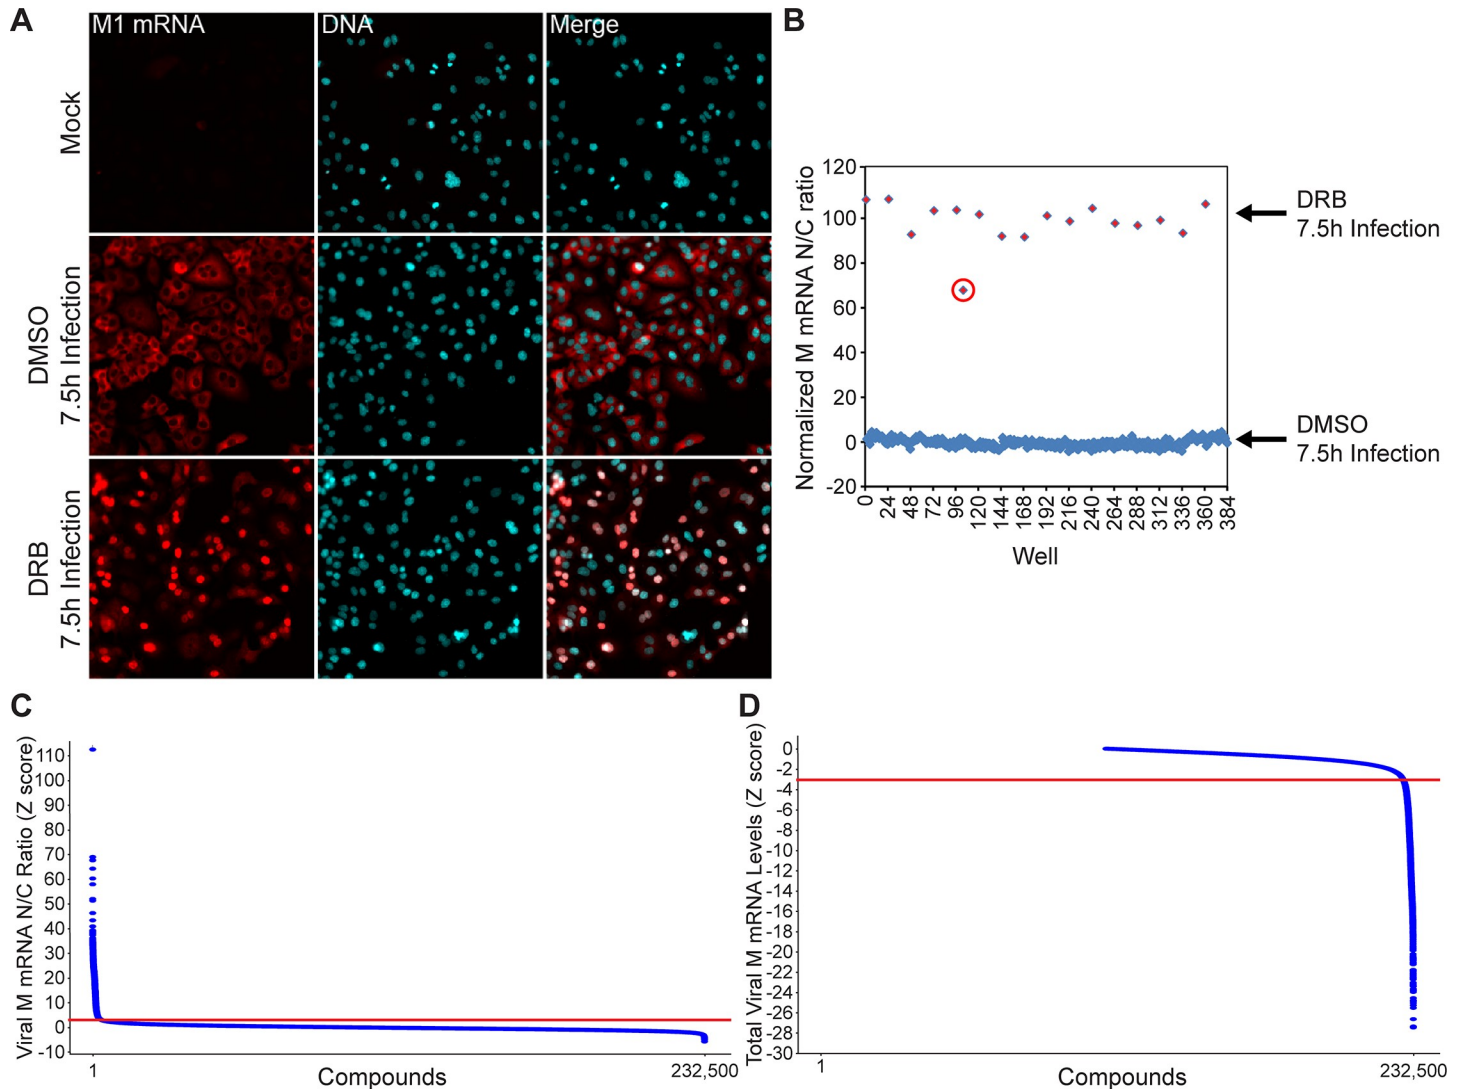 A
M1 mRNA
DNA
Merge
Mock
DMSO
7.5h Infection
DRB
7.5h Infection
B
Normalized M mRNA N/C ratio
120
100
80
60
40
20
0
-20
0
24
48
72
96
120
144
168
192
216
240
264
288
312
336
360
384
Well
DRB
7.5h Infection
DMSO
7.5h Infection
C
Viral M mRNA N/C Ratio (Z score)
110
100
90
80
70
60
50
40
30
20
10
0
-10
1
232,500
Compounds
D
Total Viral M mRNA Levels (Z score)
0
-2
-4
-6
-8
-10
-12
-14
-16
-18
-20
-22
-24
-26
-28
-30
1
232,500
Compounds